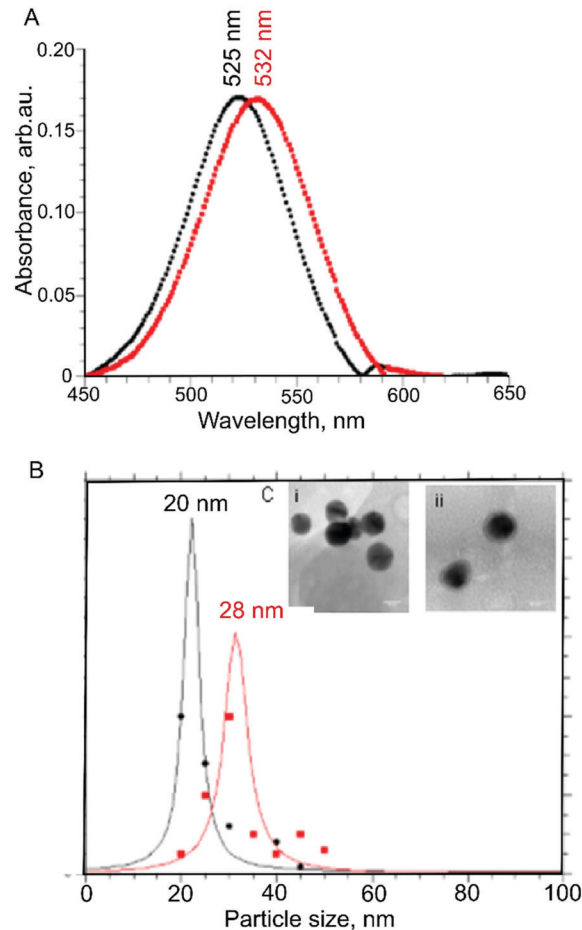 A
525 nm
532 nm
0.20
0.15
0.10
0.05
0
Absorbance, arb.au.
450
500
550
600
650
Wavelength, nm
B
20 nm
28 nm
C
i
ii
0
20
40
60
80
100
Particle size, nm